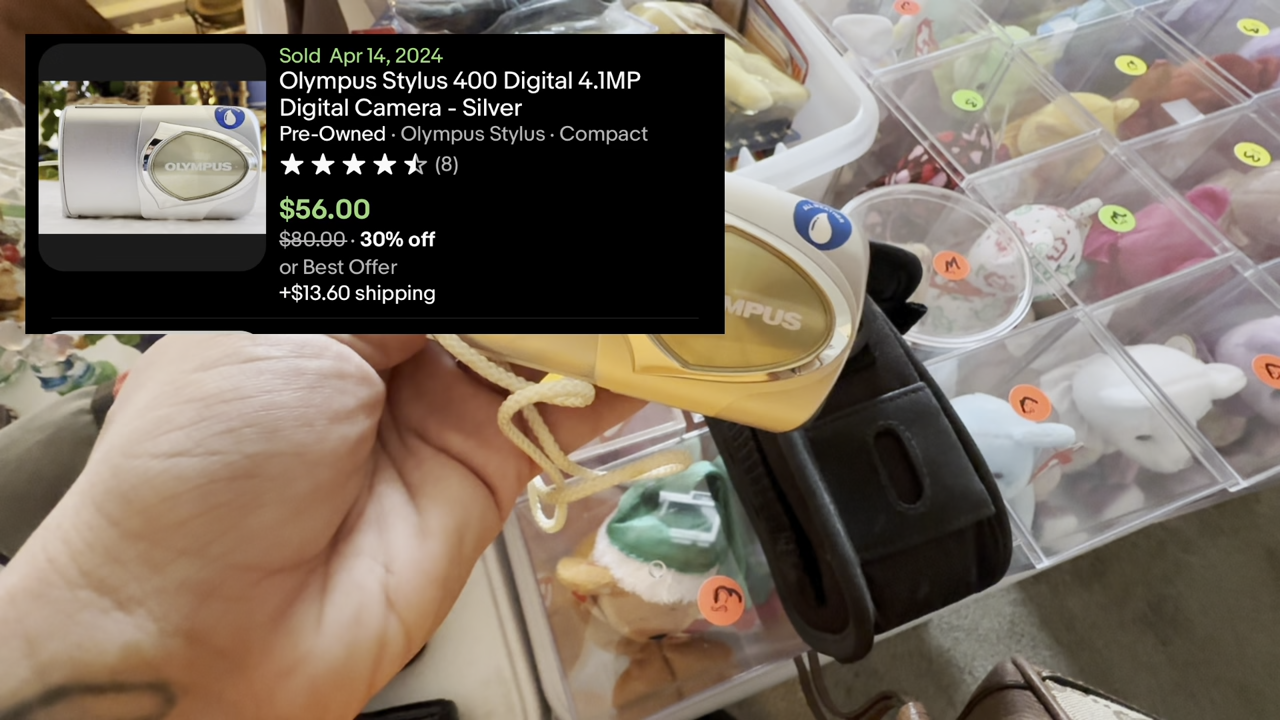 Sold Apr 14, 2024
Olympus Stylus 400 Digital 4.1MP
Digital Camera - Silver
Pre-Owned · Olympus Stylus · Compact
(8)
$56.00
$80.00 · 30% off
or Best Offer
+$13.60 shipping
OLYMPUS
MPUS
C
M
M